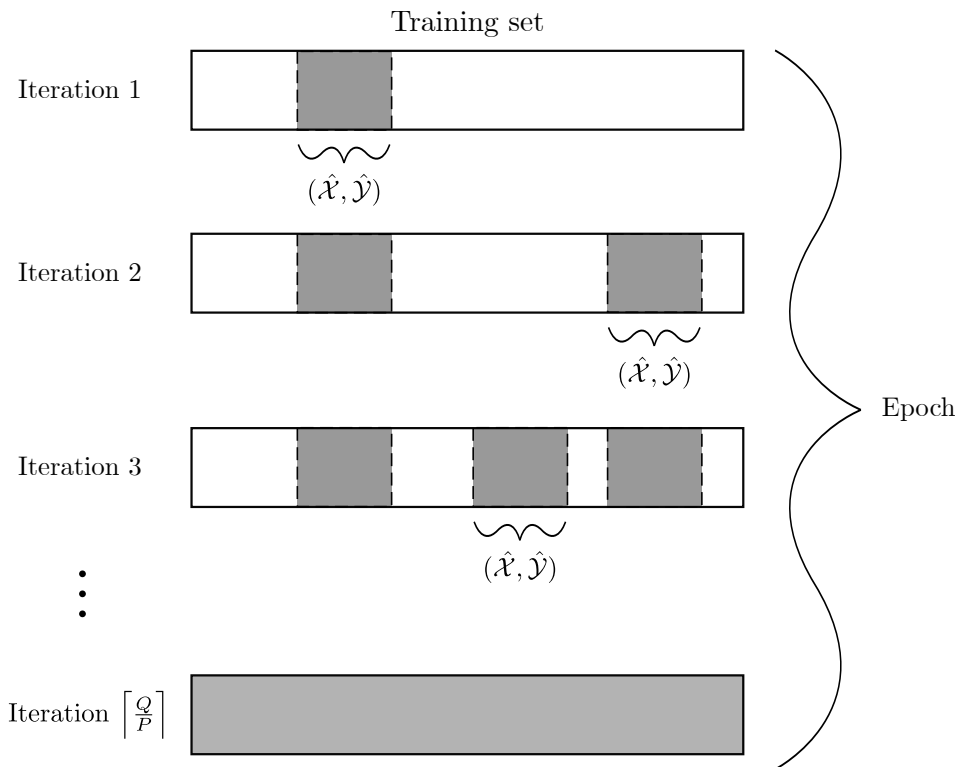 Training set
Iteration 1
(𝒳̂, 𝒴̂)
Iteration 2
(𝒳̂, 𝒴̂)
Epoch
Iteration 3
(𝒳̂, 𝒴̂)
⋮
Iteration ⌈Q/P⌉